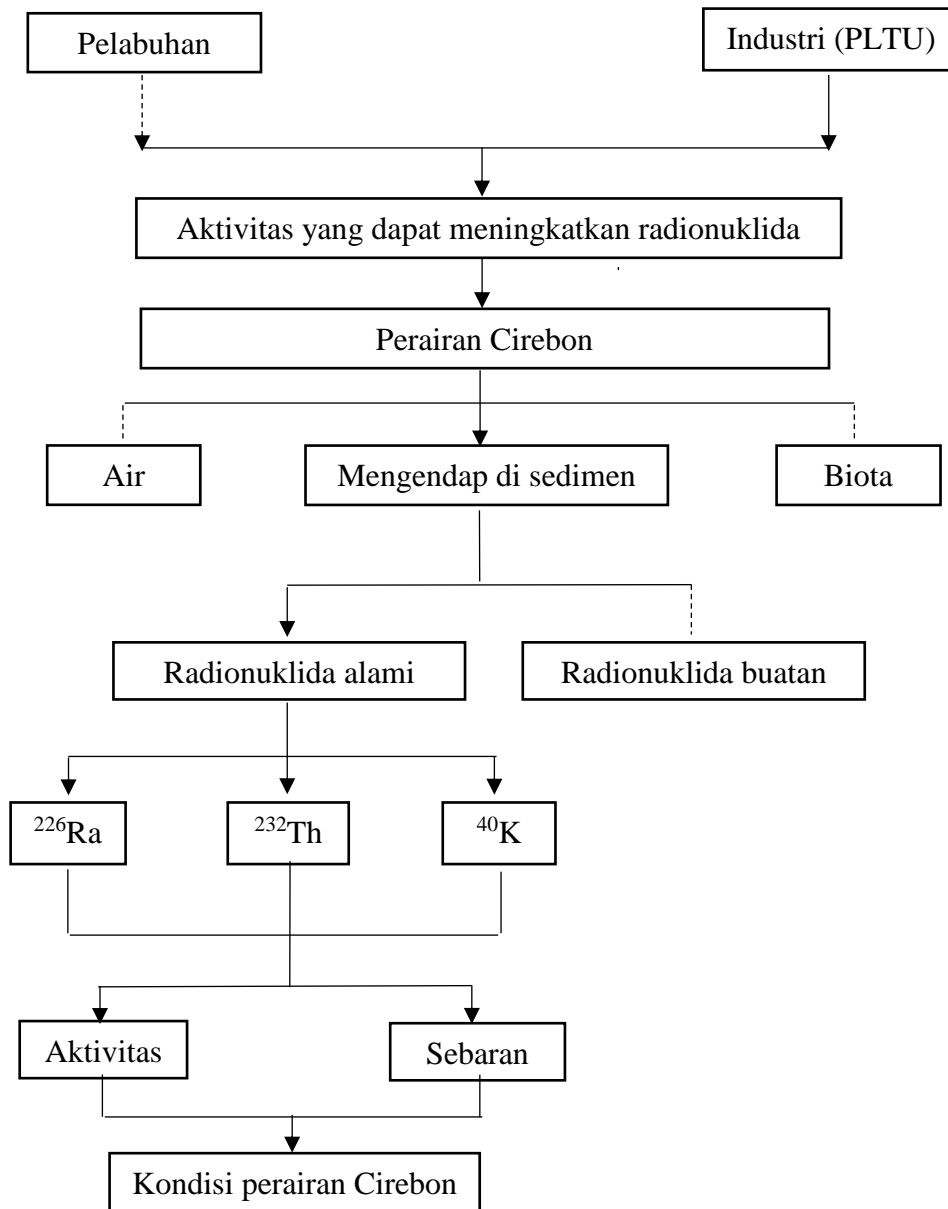 Pelabuhan
Industri (PLTU)
Aktivitas yang dapat meningkatkan radionuklida
Perairan Cirebon
Air
Mengendap di sedimen
Biota
Radionuklida alami
Radionuklida buatan
²²⁶Ra
²³²Th
⁴⁰K
Aktivitas
Sebaran
Kondisi perairan Cirebon